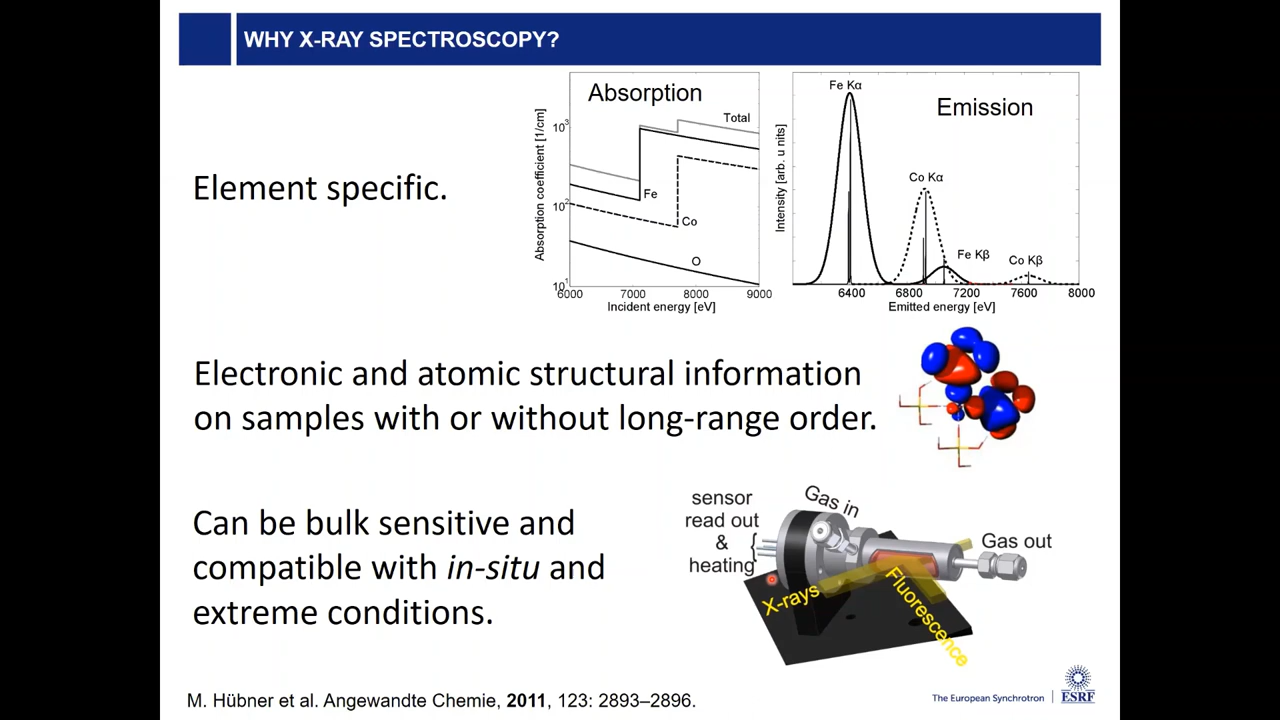 WHY X-RAY SPECTROSCOPY?
Absorption
Absorption coefficient [1/cm]
10³
10²
10¹
Total
Fe
Co
O
6000 7000 8000 9000
Incident energy [eV]
Emission
Intensity [arb. u nits]
Fe Kα
Co Kα
Fe Kβ
Co Kβ
6400 6800 7200 7600 8000
Emitted energy [eV]
Element specific.
Electronic and atomic structural information
on samples with or without long-range order.
Can be bulk sensitive and
compatible with in-situ and
extreme conditions.
sensor
read out
&
heating
Gas in
Gas out
X-rays
Fluorescence
M. Hübner et al. Angewandte Chemie, 2011, 123: 2893–2896.
The European Synchrotron
ESRF